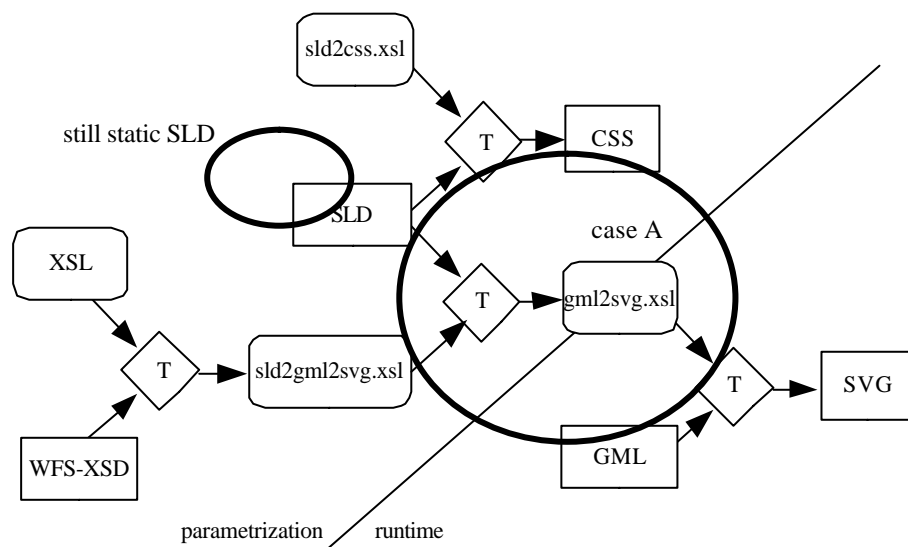 sld2css.xsl
still static SLD
T
CSS
SLD
case A
XSL
T
gml2svg.xsl
T
sld2gml2svg.xsl
T
SVG
WFS-XSD
GML
parametrization
runtime